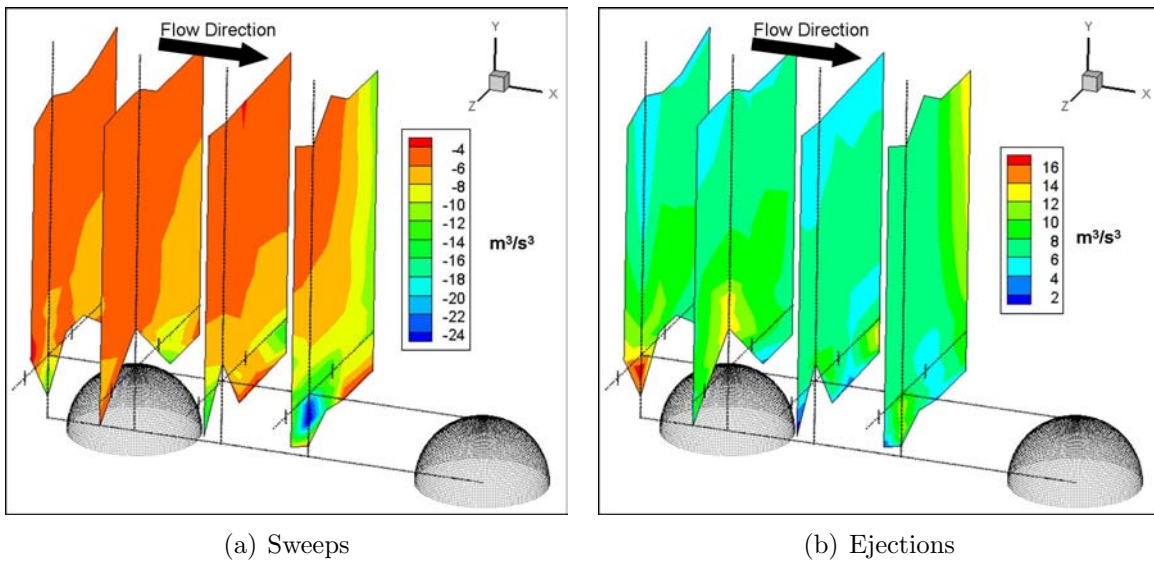 Flow Direction
Y
X
Z
-4
-6
-8
-10
-14
-16
-18
-20
-22
-24
m³/s³
(a) Sweeps
Flow Direction
Y
X
Z
16
14
12
10
8
6
4
2
m³/s³
(b) Ejections